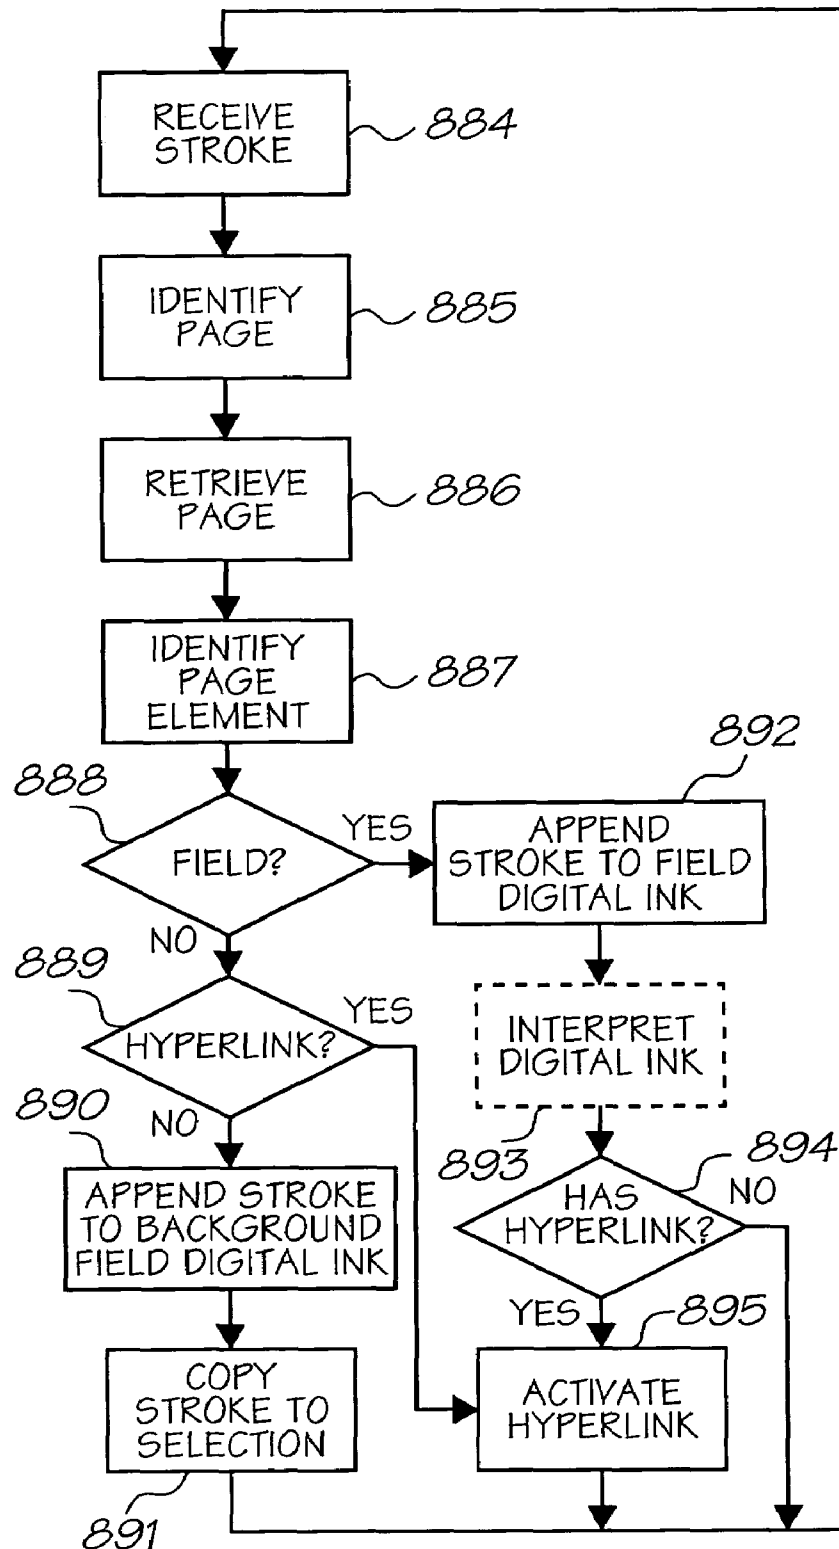 RECEIVE
STROKE
884
IDENTIFY
PAGE
885
RETRIEVE
PAGE
886
IDENTIFY
PAGE
ELEMENT
887
888
FIELD?
YES
NO
892
APPEND
STROKE TO FIELD
DIGITAL INK
889
HYPERLINK?
YES
NO
INTERPRET
DIGITAL INK
893
890
APPEND STROKE
TO BACKGROUND
FIELD DIGITAL INK
894
HAS
HYPERLINK?
NO
YES
895
COPY
STROKE TO
SELECTION
891
ACTIVATE
HYPERLINK